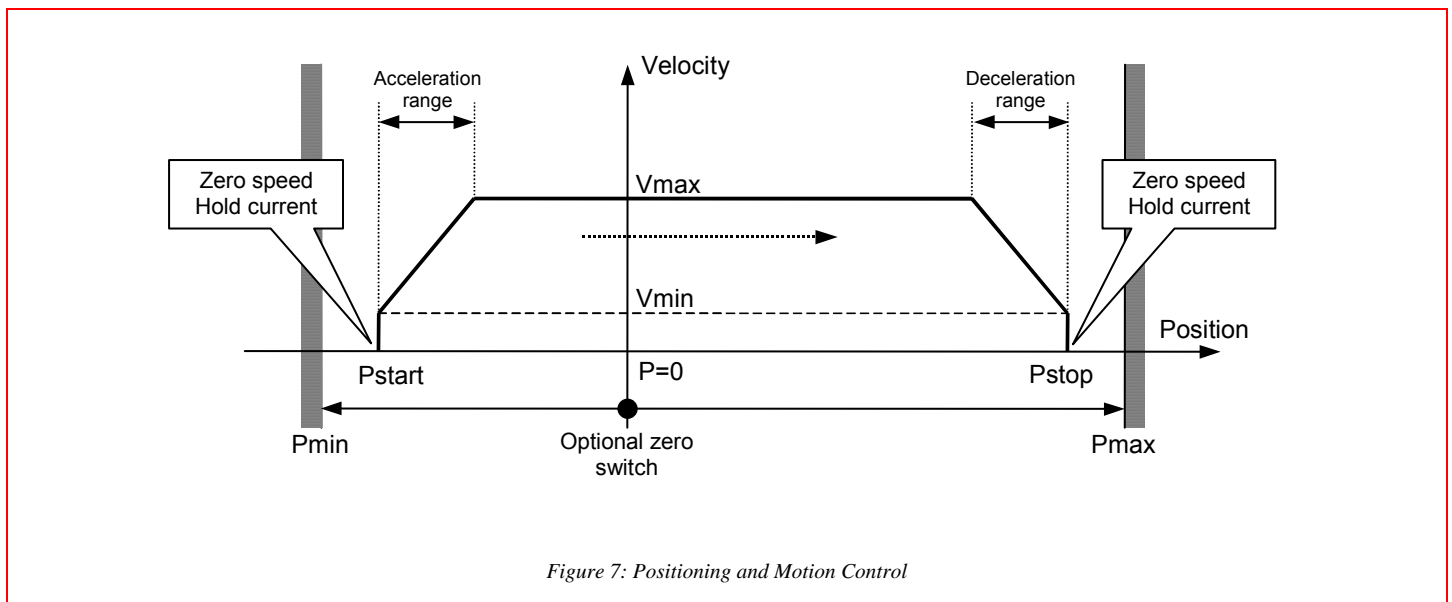 Velocity
Acceleration
range
Deceleration
range
Zero speed
Hold current
Vmax
Zero speed
Hold current
Vmin
Position
Pstart
P=0
Pstop
Pmin
Optional zero
switch
Pmax
Figure 7: Positioning and Motion Control